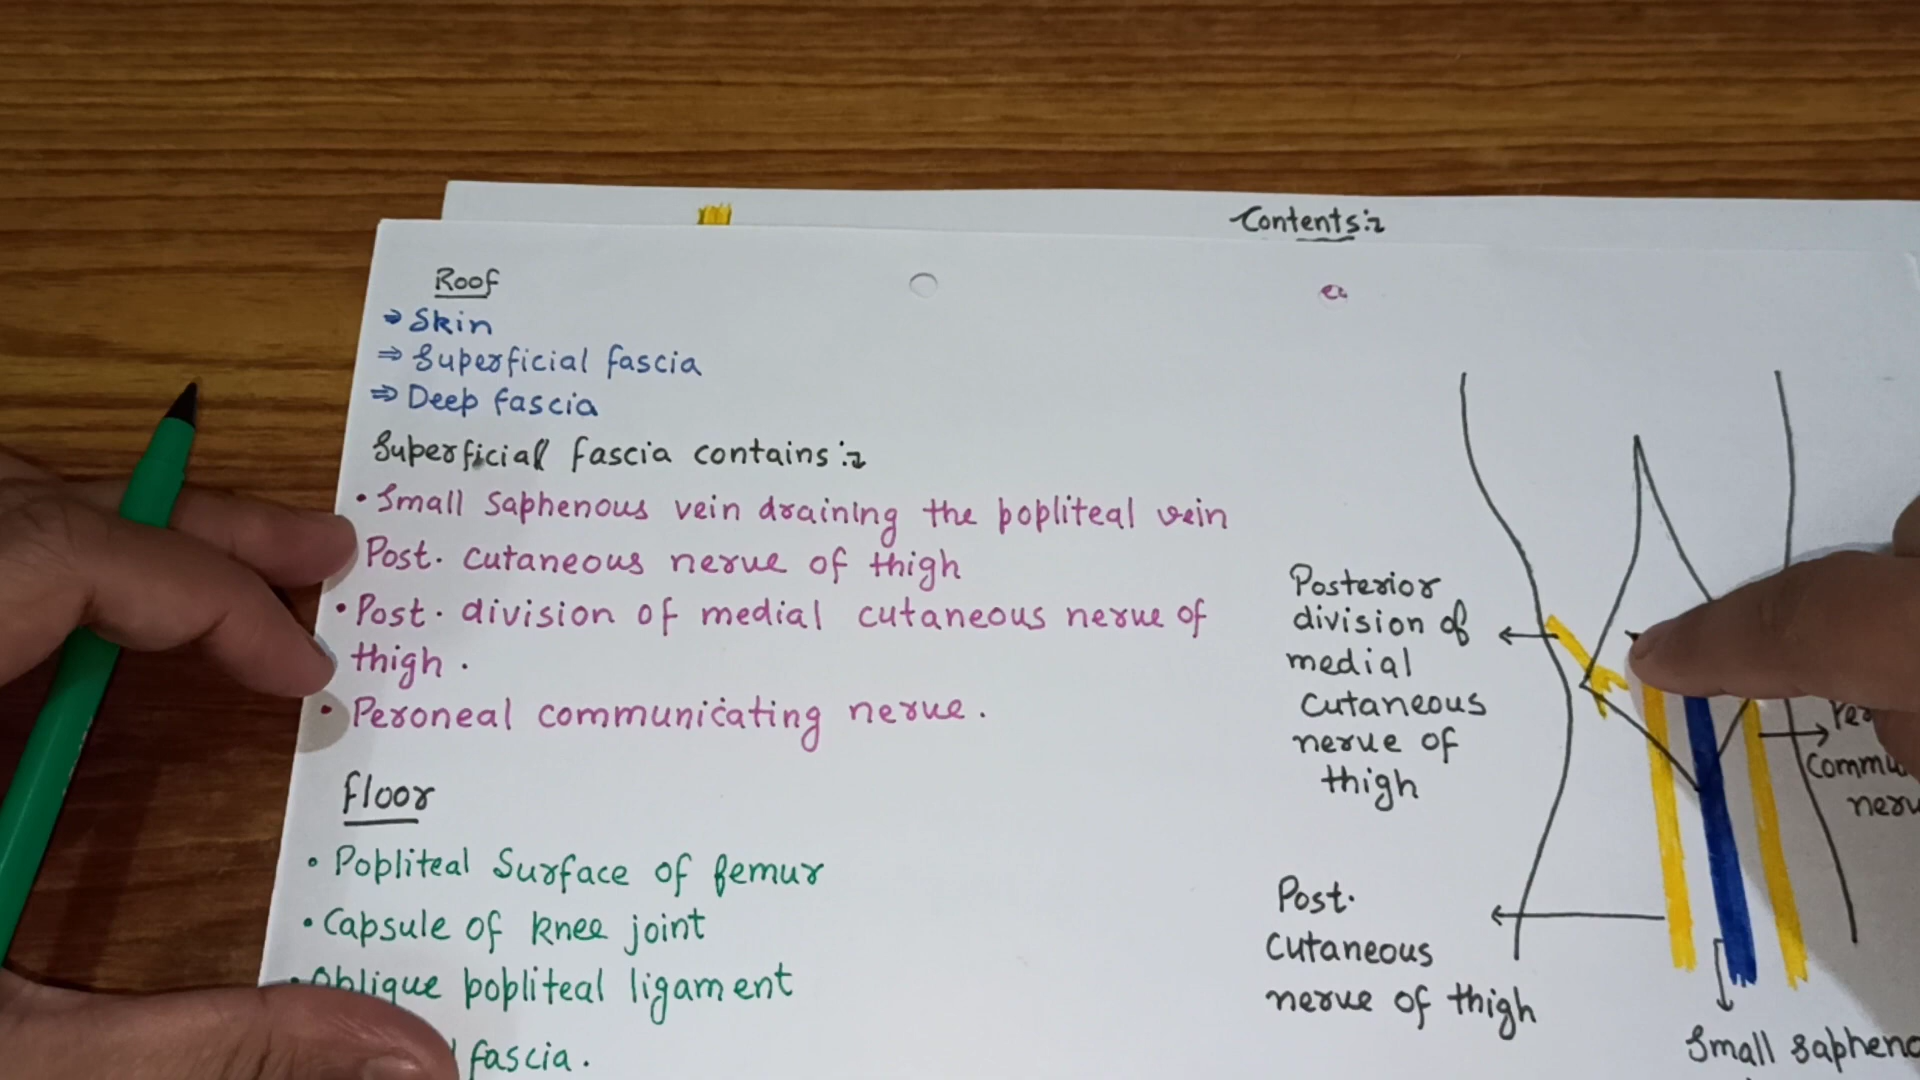 Contents:-
Roof
⇒ Skin
⇒ Superficial fascia
⇒ Deep fascia
Superficial fascia contains:-
• Small Saphenous vein draining the popliteal vein
Post. cutaneous nerve of thigh
• Post. division of medial cutaneous nerve of
thigh.
• Peroneal communicating nerve.
Floor
• Popliteal Surface of femur
• Capsule of knee joint
• Oblique popliteal ligament
fascia.
Posterior
division of
medial
cutaneous
nerve of
thigh
Post.
cutaneous
nerve of thigh
Small